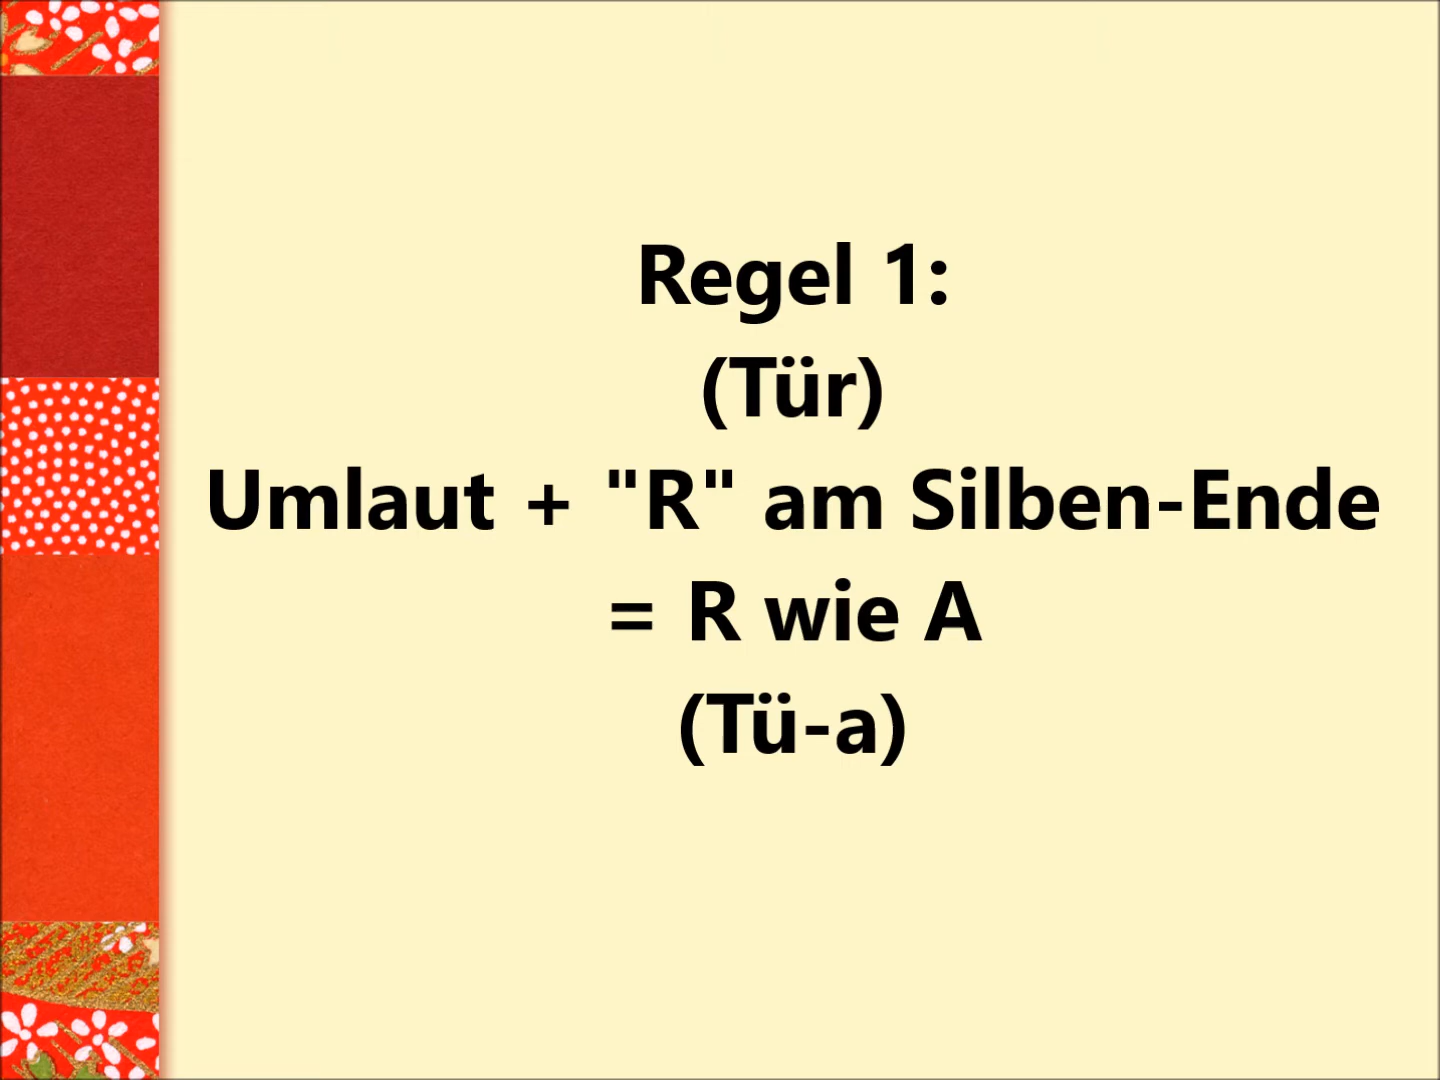 Regel 1:
(Tür)
Umlaut + "R" am Silben-Ende
= R wie A
(Tü-a)